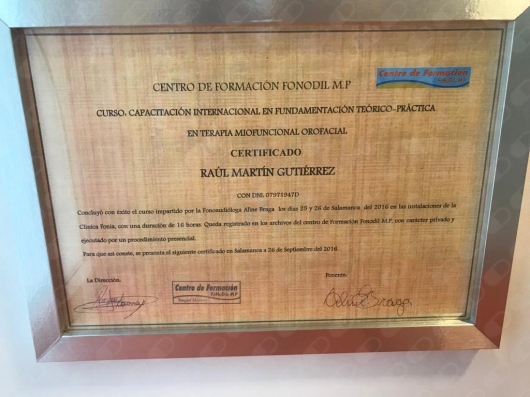 CENTRO DE FORMACIÓN FONODIL M.P
Centro de Formación
CURSO: CAPACITACIÓN INTERNACIONAL EN FUNDAMENTACIÓN TEÓRICO-PRÁCTICA
EN TERAPIA MIOFUNCIONAL OROFACIAL
CERTIFICADO
RAÚL MARTÍN GUTIÉRREZ
CON DNI: 07971947D
Concluyó con éxito el curso impartido por la Fonoaudióloga Aline Braga los días 25 y 26 de Salamanca del 2016 en las instalaciones de la
Clínica Fonia, con una duración de 16 horas. Queda registrado en los archivos del centro de Formación Fonodil M.P, con carácter privado y
ejecutado por un procedimiento presencial.
Para que así conste, se presenta el siguiente certificado en Salamanca a 26 de Septiembre del 2016.
La Dirección:
Ponente:
Centro de Formación
FoNoDiL M.P